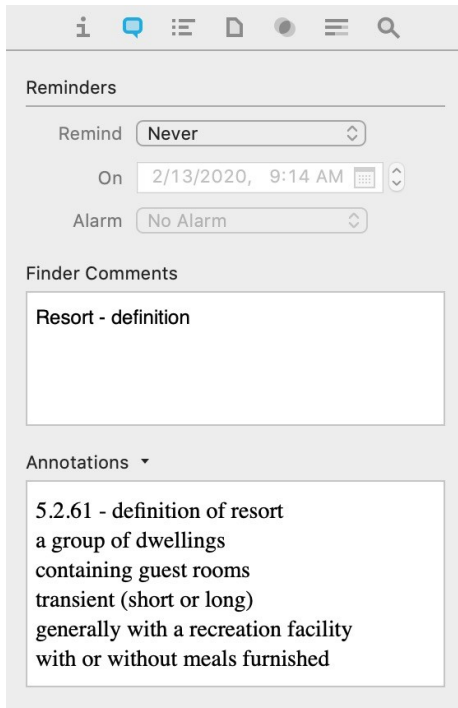 Reminders
Remind Never
On 2/13/2020, 9:14 AM
Alarm No Alarm
Finder Comments
Resort - definition
Annotations
5.2.61 - definition of resort
a group of dwellings
containing guest rooms
transient (short or long)
generally with a recreation facility
with or without meals furnished